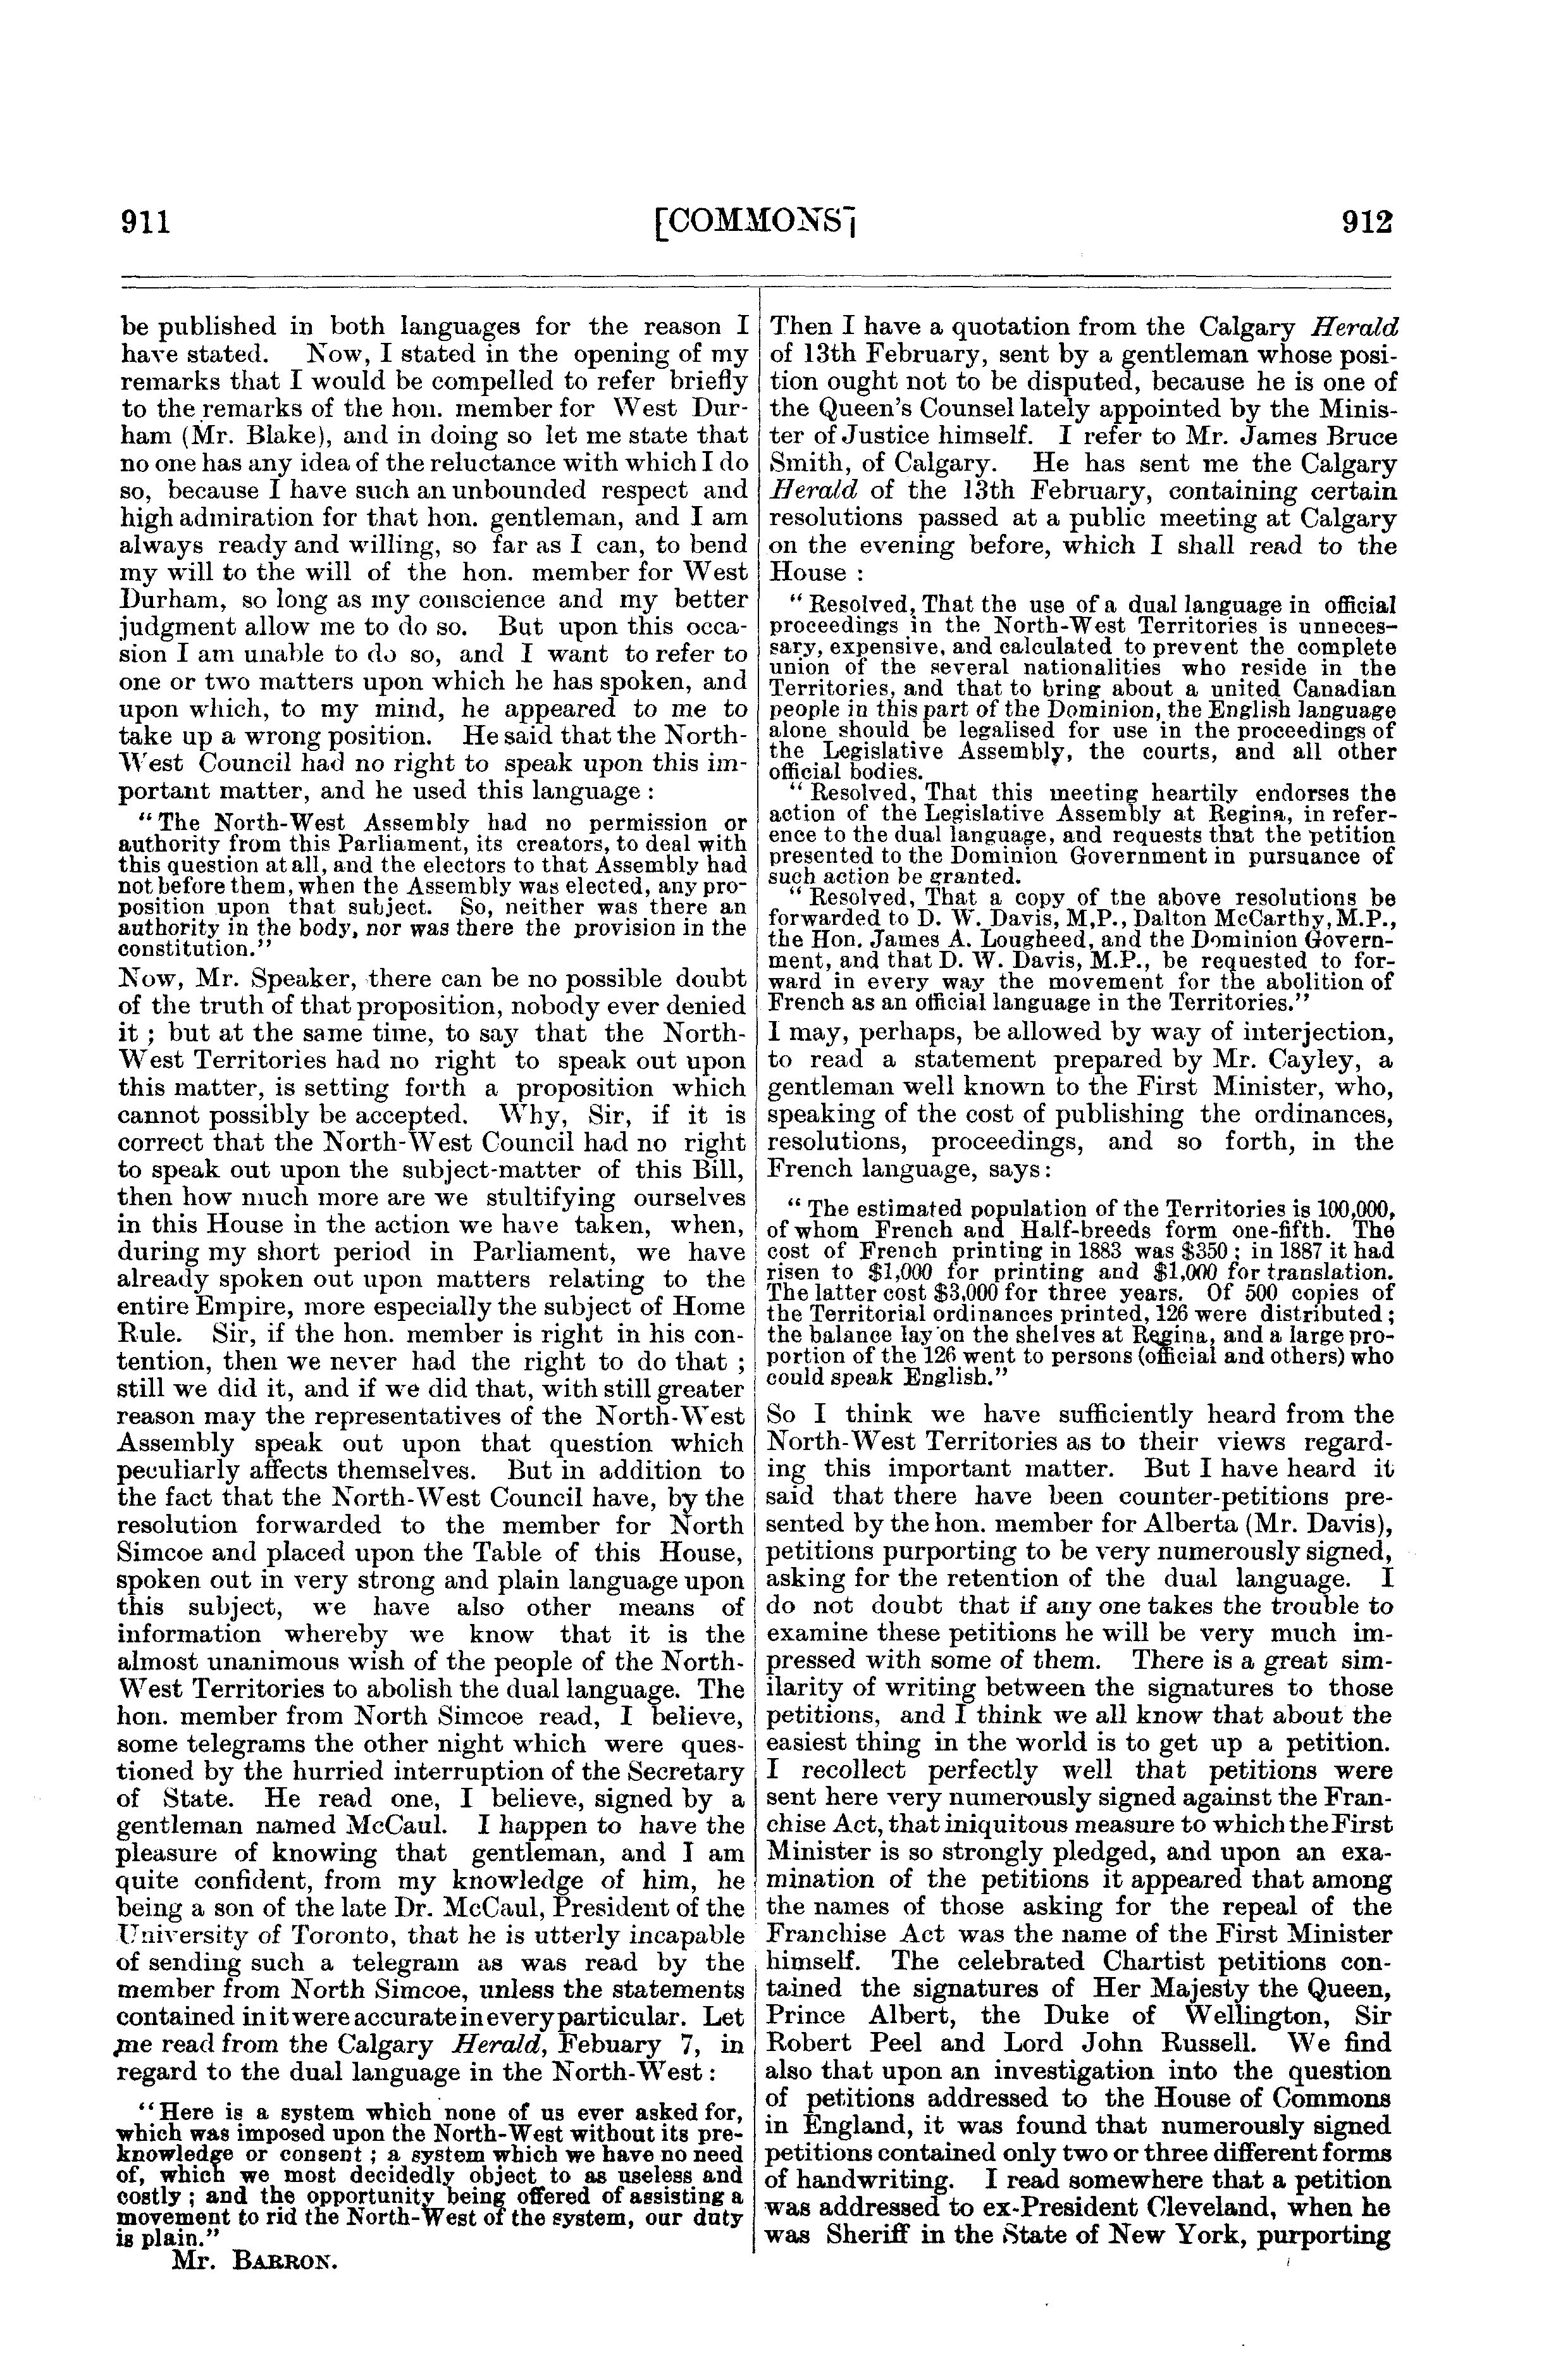 911
[COMMONS]
912
be published in both languages for the reason I
have stated. Now, I stated in the opening of my
remarks that I would be compelled to refer briefly
to the remarks of the hon. member for West Dur-
ham (Mr. Blake), and in doing so let me state that
no one has any idea of the reluctance with which I do
so, because I have such an unbounded respect and
high admiration for that hon. gentleman, and I am
always ready and willing, so far as I can, to bend
my will to the will of the hon. member for West
Durham, so long as my conscience and my better
judgment allow me to do so. But upon this occa-
sion I am unable to do so, and I want to refer to
one or two matters upon which he has spoken, and
upon which, to my mind, he appeared to me to
take up a wrong position. He said that the North-
West Council had no right to speak upon this im-
portant matter, and he used this language :
"The North-West Assembly had no permission or
authority from this Parliament, its creators, to deal with
this question at all, and the electors to that Assembly had
not before them, when the Assembly was elected, any pro-
position upon that subject. So, neither was there an
authority in the body, nor was there the provision in the
constitution."
Now, Mr. Speaker, there can be no possible doubt
of the truth of that proposition, nobody ever denied
it ; but at the same time, to say that the North-
West Territories had no right to speak out upon
this matter, is setting forth a proposition which
cannot possibly be accepted. Why, Sir, if it is
correct that the North-West Council had no right
to speak out upon the subject-matter of this Bill,
then how much more are we stultifying ourselves
in this House in the action we have taken, when,
during my short period in Parliament, we have
already spoken out upon matters relating to the
entire Empire, more especially the subject of Home
Rule. Sir, if the hon. member is right in his con-
tention, then we never had the right to do that ;
still we did it, and if we did that, with still greater
reason may the representatives of the North-West
Assembly speak out upon that question which
peculiarly affects themselves. But in addition to
the fact that the North-West Council have, by the
resolution forwarded to the member for North
Simcoe and placed upon the Table of this House,
spoken out in very strong and plain language upon
this subject, we have also other means of
information whereby we know that it is the
almost unanimous wish of the people of the North-
West Territories to abolish the dual language. The
hon. member from North Simcoe read, I believe,
some telegrams the other night which were ques-
tioned by the hurried interruption of the Secretary
of State. He read one, I believe, signed by a
gentleman named McCaul. I happen to have the
pleasure of knowing that gentleman, and I am
quite confident, from my knowledge of him, he
being a son of the late Dr. McCaul, President of the
University of Toronto, that he is utterly incapable
of sending such a telegram as was read by the
member from North Simcoe, unless the statements
contained in it were accurate in every particular. Let
me read from the Calgary Herald, Febuary 7, in
regard to the dual language in the North-West :
"Here is a system which none of us ever asked for,
which was imposed upon the North-West without its pre-
knowledge or consent ; a system which we have no need
of, which we most decidedly object to as useless and
costly ; and the opportunity being offered of assisting a
movement to rid the North-West of the system, our duty
is plain."
Mr. BARRON.
Then I have a quotation from the Calgary Herald
of 13th February, sent by a gentleman whose posi-
tion ought not to be disputed, because he is one of
the Queen's Counsel lately appointed by the Minis-
ter of Justice himself. I refer to Mr. James Bruce
Smith, of Calgary. He has sent me the Calgary
Herald of the 13th February, containing certain
resolutions passed at a public meeting at Calgary
on the evening before, which I shall read to the
House :
"Resolved, That the use of a dual language in official
proceedings in the North-West Territories is unneces-
sary, expensive, and calculated to prevent the complete
union of the several nationalities who reside in the
Territories, and that to bring about a united Canadian
people in this part of the Dominion, the English language
alone should be legalised for use in the proceedings of
the Legislative Assembly, the courts, and all other
official bodies.
"Resolved, That this meeting heartily endorses the
action of the Legislative Assembly at Regina, in refer-
ence to the dual language, and requests that the petition
presented to the Dominion Government in pursuance of
such action be granted.
"Resolved, That a copy of the above resolutions be
forwarded to D. W. Davis, M,P., Dalton McCarthy, M.P.,
the Hon. James A. Lougheed, and the Dominion Govern-
ment, and that D. W. Davis, M.P., be requested to for-
ward in every way the movement for the abolition of
French as an official language in the Territories."
I may, perhaps, be allowed by way of interjection,
to read a statement prepared by Mr. Cayley, a
gentleman well known to the First Minister, who,
speaking of the cost of publishing the ordinances,
resolutions, proceedings, and so forth, in the
French language, says :
"The estimated population of the Territories is 100,000,
of whom French and Half-breeds form one-fifth. The
cost of French printing in 1883 was $350 ; in 1887 it had
risen to $1,000 for printing and $1,000 for translation.
The latter cost $3,000 for three years. Of 500 copies of
the Territorial ordinances printed, 126 were distributed ;
the balance lay on the shelves at Regina, and a large pro-
portion of the 126 went to persons (official and others) who
could speak English."
So I think we have sufficiently heard from the
North-West Territories as to their views regard-
ing this important matter. But I have heard it
said that there have been counter-petitions pre-
sented by the hon. member for Alberta (Mr. Davis),
petitions purporting to be very numerously signed,
asking for the retention of the dual language. I
do not doubt that if any one takes the trouble to
examine these petitions he will be very much im-
pressed with some of them. There is a great sim-
ilarity of writing between the signatures to those
petitions, and I think we all know that about the
easiest thing in the world is to get up a petition.
I recollect perfectly well that petitions were
sent here very numerously signed against the Fran-
chise Act, that iniquitous measure to which the First
Minister is so strongly pledged, and upon an exa-
mination of the petitions it appeared that among
the names of those asking for the repeal of the
Franchise Act was the name of the First Minister
himself. The celebrated Chartist petitions con-
tained the signatures of Her Majesty the Queen,
Prince Albert, the Duke of Wellington, Sir
Robert Peel and Lord John Russell. We find
also that upon an investigation into the question
of petitions addressed to the House of Commons
in England, it was found that numerously signed
petitions contained only two or three different forms
of handwriting. I read somewhere that a petition
was addressed to ex-President Cleveland, when he
was Sheriff in the State of New York, purporting